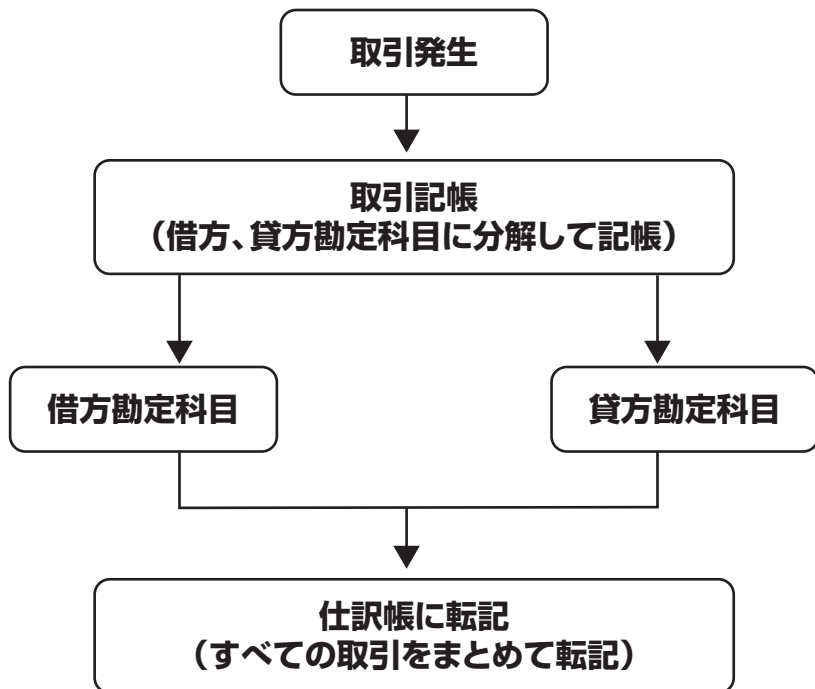 取引発生
取引記帳
(借方、貸方勘定科目に分解して記帳)
借方勘定科目
貸方勘定科目
仕訳帳に転記
(すべての取引をまとめて転記)